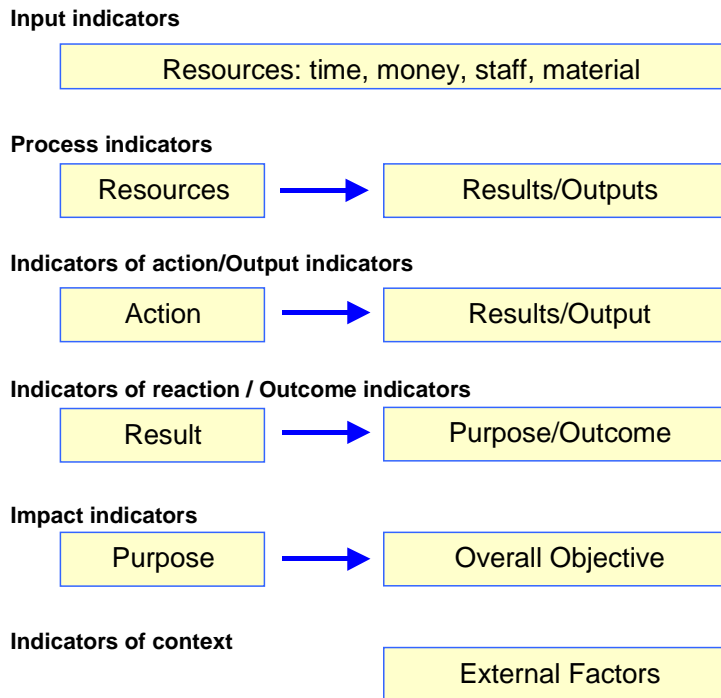 Input indicators
Resources: time, money, staff, material
Process indicators
Resources Results/Outputs
Indicators of action/Output indicators
Action Results/Output
Indicators of reaction / Outcome indicators
Result Purpose/Outcome
Impact indicators
Purpose Overall Objective
Indicators of context
External Factors